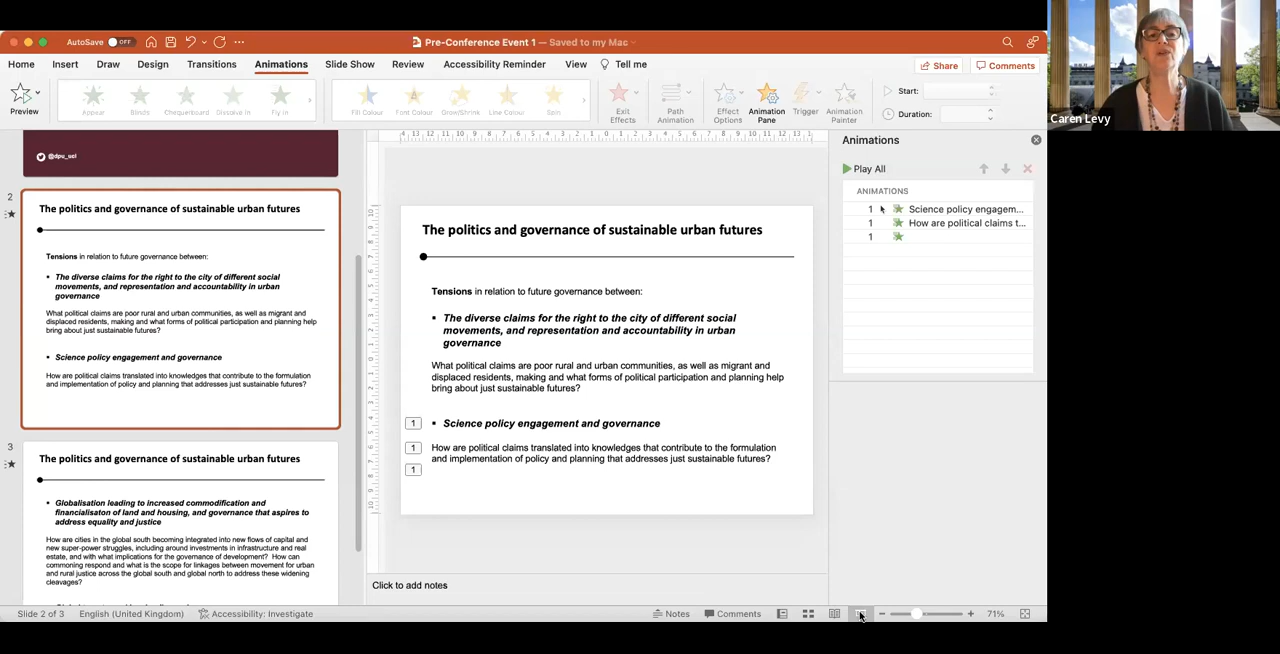 AutoSave OFF
Pre-Conference Event 1 — Saved to my Mac
Home Insert Draw Design Transitions Animations Slide Show Review Accessibility Reminder View Tell me
Share Comments
Preview
Appear Blinds Chequerboard Dissolve In Fly In
Fill Colour Font Colour Grow/Shrink Line Colour Spin
Exit Effects
Path Animation
Effect Options
Animation Pane
Trigger
Animation Painter
Start:
Duration:
Caren Levy
@dpu_ucl
2
The politics and governance of sustainable urban futures
Tensions in relation to future governance between:
• The diverse claims for the right to the city of different social
movements, and representation and accountability in urban
governance
What political claims are poor rural and urban communities, as well as migrant and
displaced residents, making and what forms of political participation and planning help
bring about just sustainable futures?
• Science policy engagement and governance
How are political claims translated into knowledges that contribute to the formulation
and implementation of policy and planning that addresses just sustainable futures?
3
The politics and governance of sustainable urban futures
• Globalisation leading to increased commodification and
financialisaton of land and housing, and governance that aspires to
address equality and justice
How are cities in the global south becoming integrated into new flows of capital and
new super-power struggles, including around investments in infrastructure and real
estate, and with what implications for the governance of development? How can
commoning respond and what is the scope for linkages between movement for urban
and rural justice across the global south and global north to address these widening
cleavages?
The politics and governance of sustainable urban futures
Tensions in relation to future governance between:
▪ The diverse claims for the right to the city of different social
movements, and representation and accountability in urban
governance
What political claims are poor rural and urban communities, as well as migrant and
displaced residents, making and what forms of political participation and planning help
bring about just sustainable futures?
1 ▪ Science policy engagement and governance
1 How are political claims translated into knowledges that contribute to the formulation
and implementation of policy and planning that addresses just sustainable futures?
1
Click to add notes
Animations
Play All
ANIMATIONS
1 Science policy engagem...
1 How are political claims t...
1
Slide 2 of 3 English (United Kingdom) Accessibility: Investigate
Notes Comments 71%